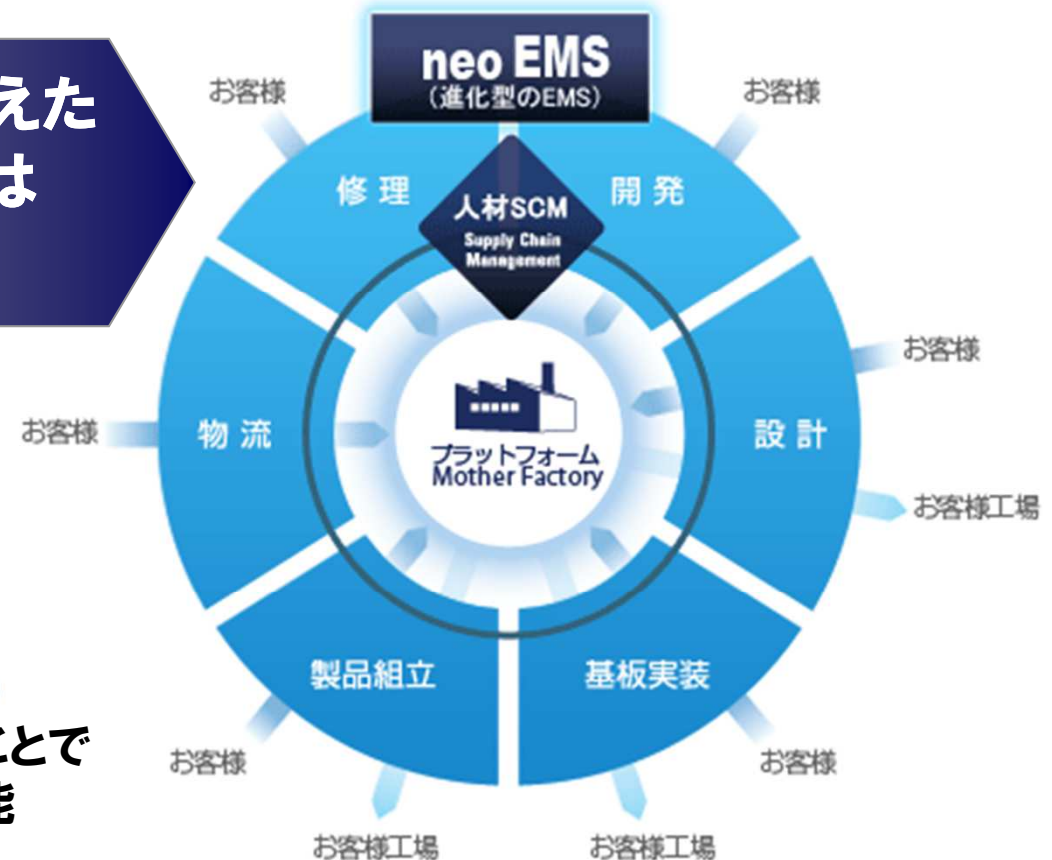 えた
は
neo EMS
（進化型のEMS）
お客様
お客様
修 理
開 発
人材SCM
Supply Chain
Management
お客様
お客様
物 流
設 計
プラットフォーム
Mother Factory
お客様工場
製品組立
基板実装
ことで
能
お客様
お客様
お客様工場
お客様工場